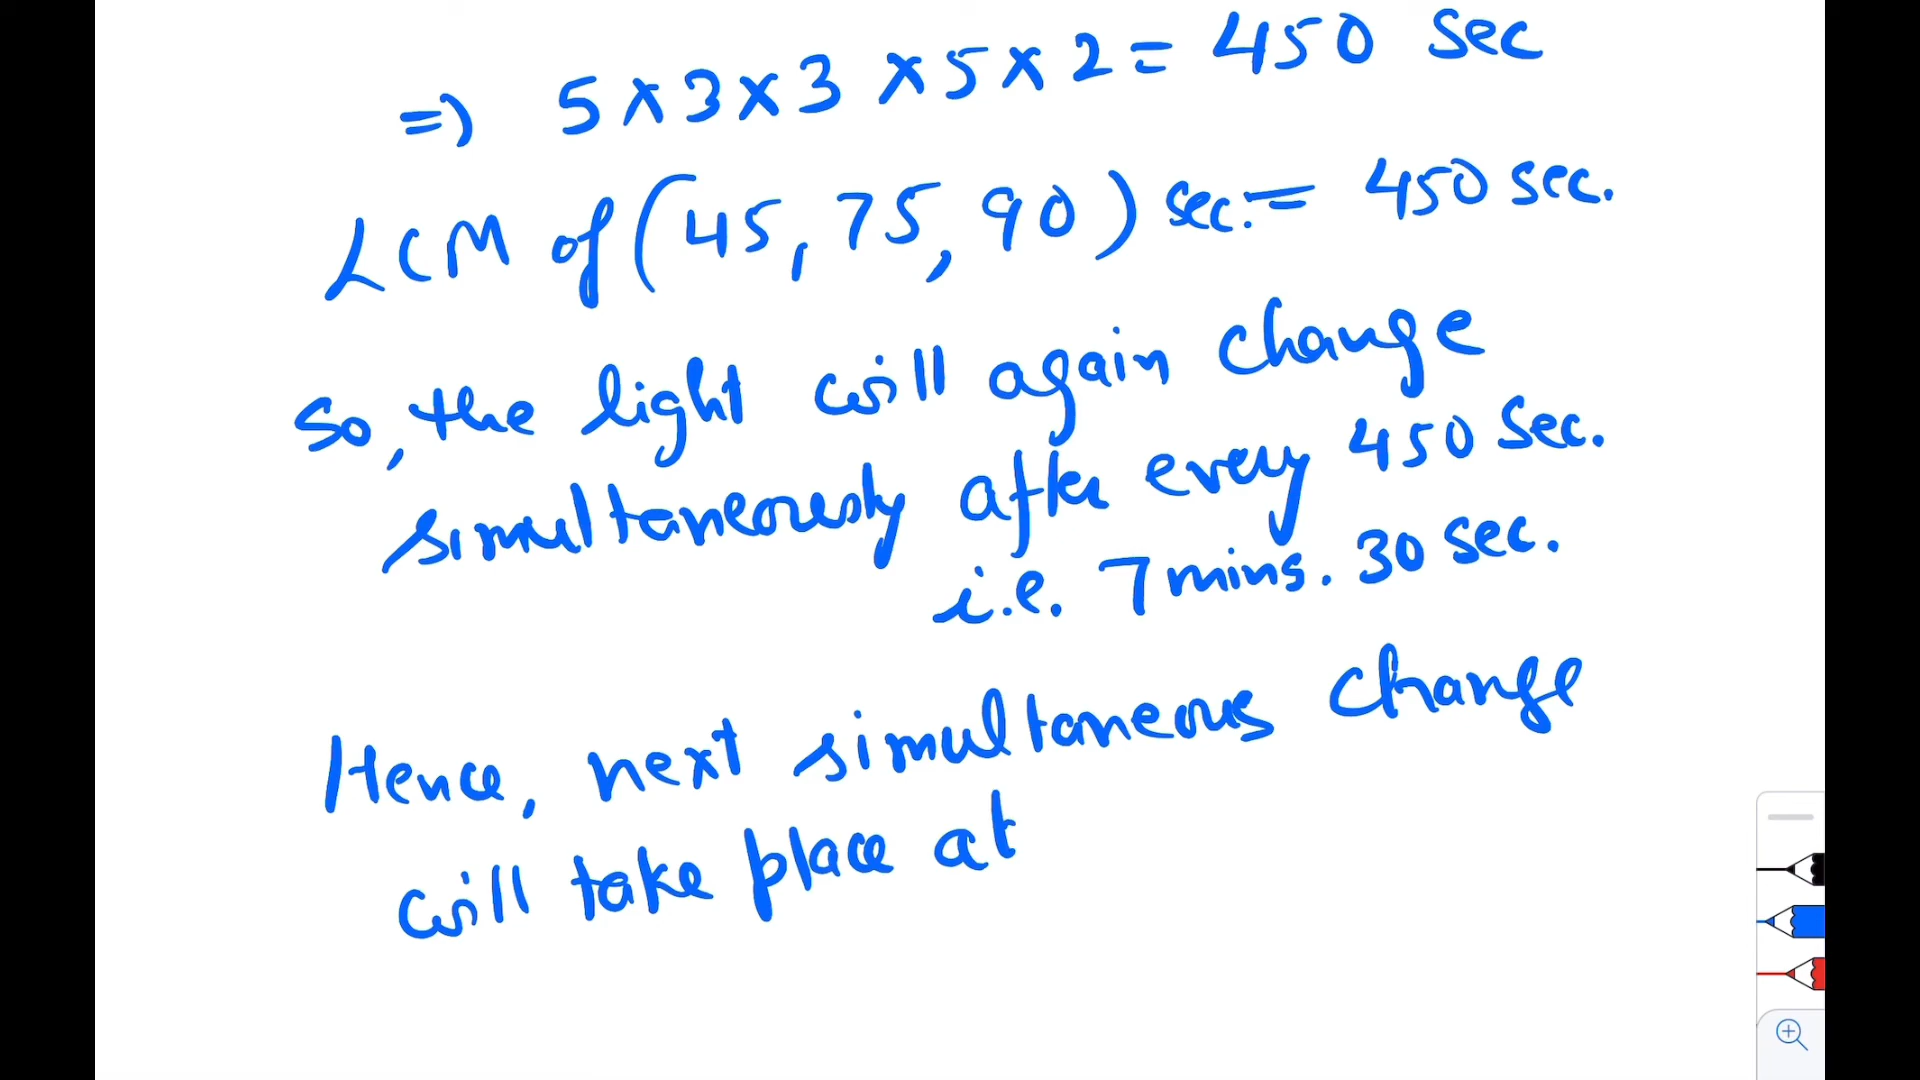 => 5 x 3 x 3 x 5 x 2 = 450 sec
LCM of (45, 75, 90) sec. = 450 sec.
So, the light will again change
simultaneously after every 450 sec.
i.e. 7 mins. 30 sec.
Hence, next simultaneous change
will take place at